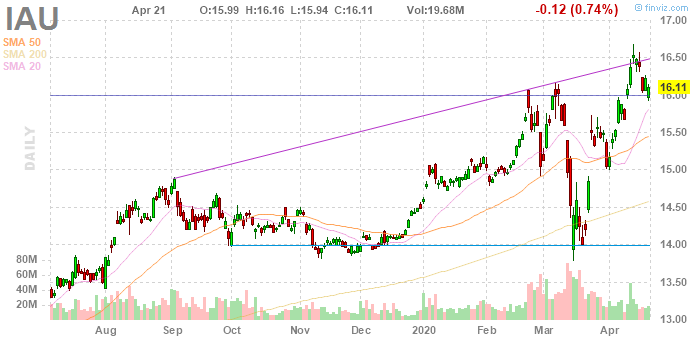 IAU
Apr 21 O:15.99 H:16.16 L:15.94 C:16.11 Vol:19.68M -0.12 (0.74%)
© finviz.com
SMA 50
SMA 200
SMA 20
DAILY
17.00
16.50
16.11
16.00
15.50
15.00
14.50
14.00
13.50
13.00
80M
60M
40M
20M
Aug Sep Oct Nov Dec 2020 Feb Mar Apr